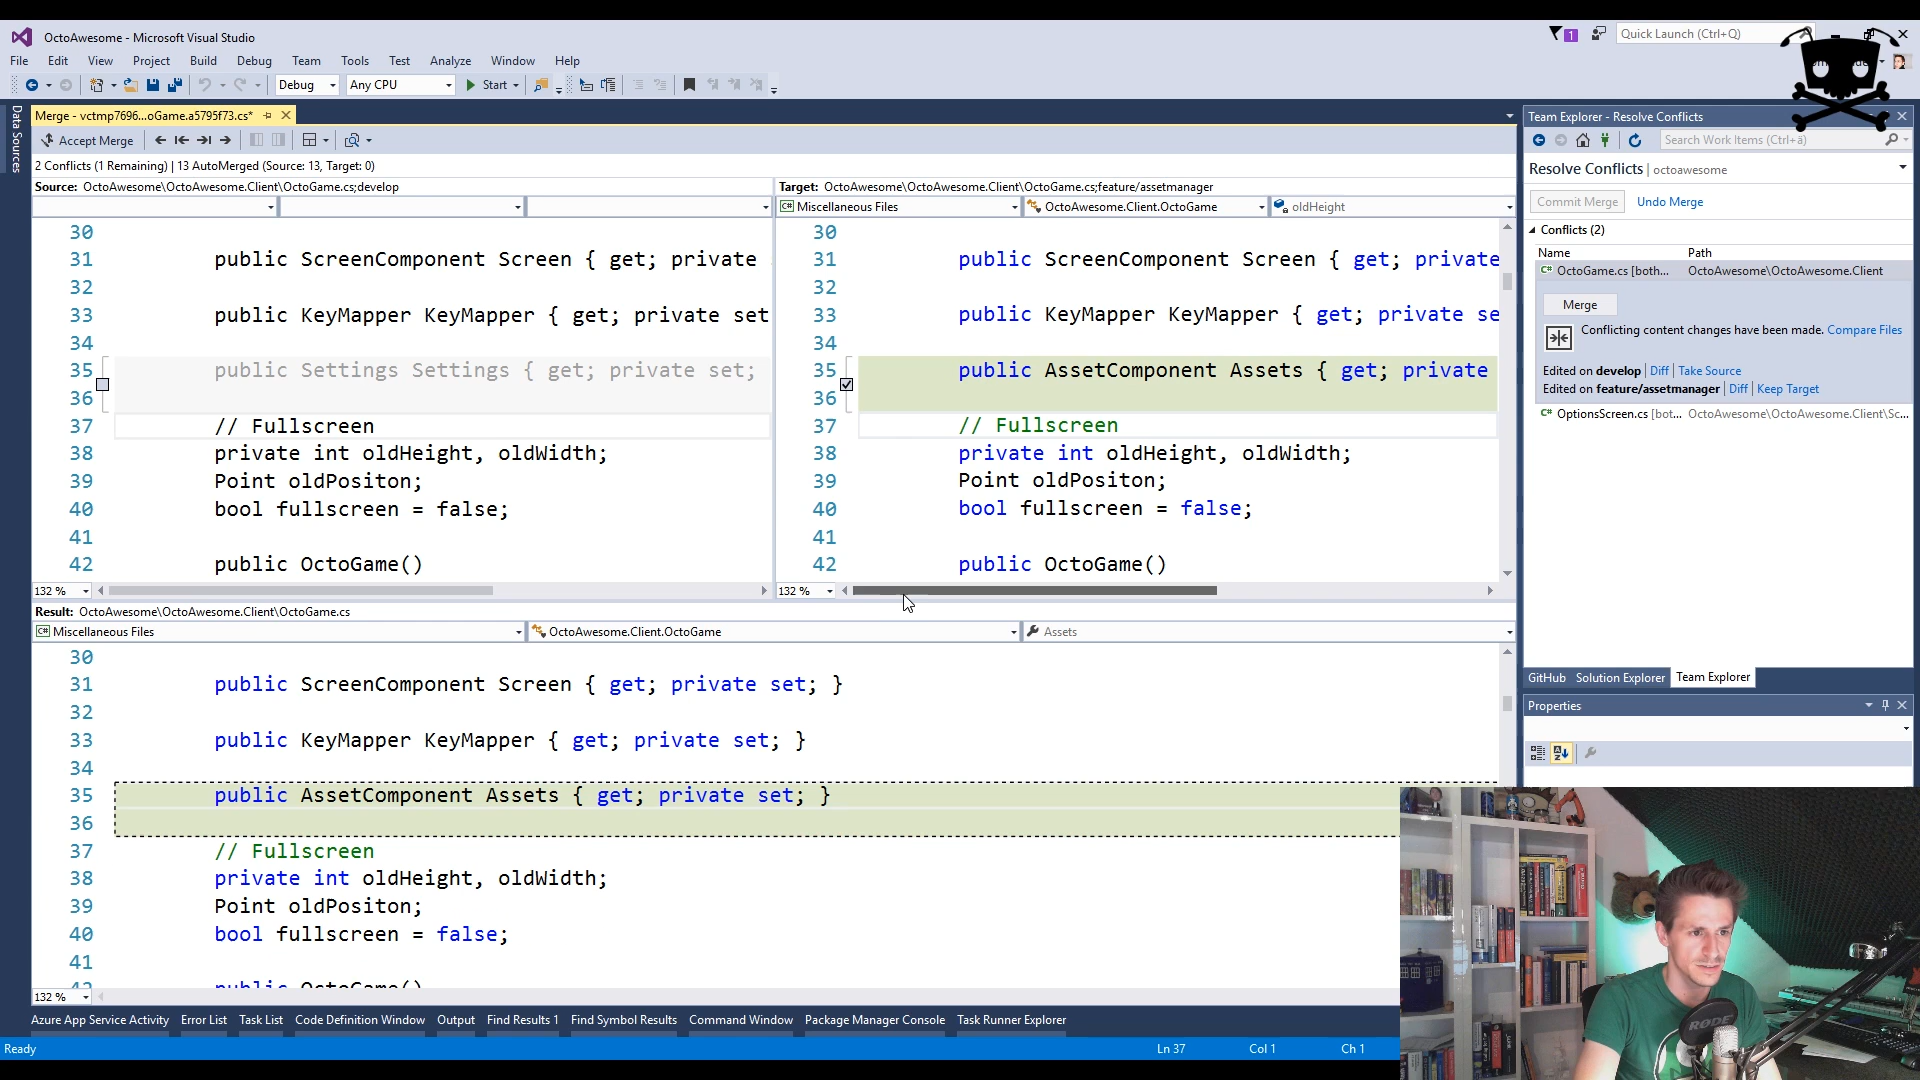 OctoAwesome - Microsoft Visual Studio
1
Quick Launch (Ctrl+Q)
File Edit View Project Build Debug Team Tools Test Analyze Window Help
Debug Any CPU Start
Data Sources
Merge - vctmp7696...oGame.a5795f73.cs*
Accept Merge
2 Conflicts (1 Remaining) | 13 AutoMerged (Source: 13, Target: 0)
Source: OctoAwesome\OctoAwesome.Client\OctoGame.cs;develop
30
31 public ScreenComponent Screen { get; private
32
33 public KeyMapper KeyMapper { get; private set
34
35 public Settings Settings { get; private set;
36
37 // Fullscreen
38 private int oldHeight, oldWidth;
39 Point oldPositon;
40 bool fullscreen = false;
41
42 public OctoGame()
132 %
Target: OctoAwesome\OctoAwesome.Client\OctoGame.cs;feature/assetmanager
C# Miscellaneous Files OctoAwesome.Client.OctoGame oldHeight
30
31 public ScreenComponent Screen { get; private
32
33 public KeyMapper KeyMapper { get; private se
34
35 public AssetComponent Assets { get; private
36
37 // Fullscreen
38 private int oldHeight, oldWidth;
39 Point oldPositon;
40 bool fullscreen = false;
41
42 public OctoGame()
132 %
Result: OctoAwesome\OctoAwesome.Client\OctoGame.cs
C# Miscellaneous Files OctoAwesome.Client.OctoGame Assets
30
31 public ScreenComponent Screen { get; private set; }
32
33 public KeyMapper KeyMapper { get; private set; }
34
35 public AssetComponent Assets { get; private set; }
36
37 // Fullscreen
38 private int oldHeight, oldWidth;
39 Point oldPositon;
40 bool fullscreen = false;
41
42 public OctoGame()
132 %
Team Explorer - Resolve Conflicts
Search Work Items (Ctrl+ä)
Resolve Conflicts | octoawesome
Commit Merge Undo Merge
Conflicts (2)
Name Path
C# OctoGame.cs [both... OctoAwesome\OctoAwesome.Client
Merge
Conflicting content changes have been made. Compare Files
Edited on develop | Diff | Take Source
Edited on feature/assetmanager | Diff | Keep Target
C# OptionsScreen.cs [bot... OctoAwesome\OctoAwesome.Client\Sc...
GitHub Solution Explorer Team Explorer
Properties
Azure App Service Activity Error List Task List Code Definition Window Output Find Results 1 Find Symbol Results Command Window Package Manager Console Task Runner Explorer
Ready Ln 37 Col 1 Ch 1
RØDE